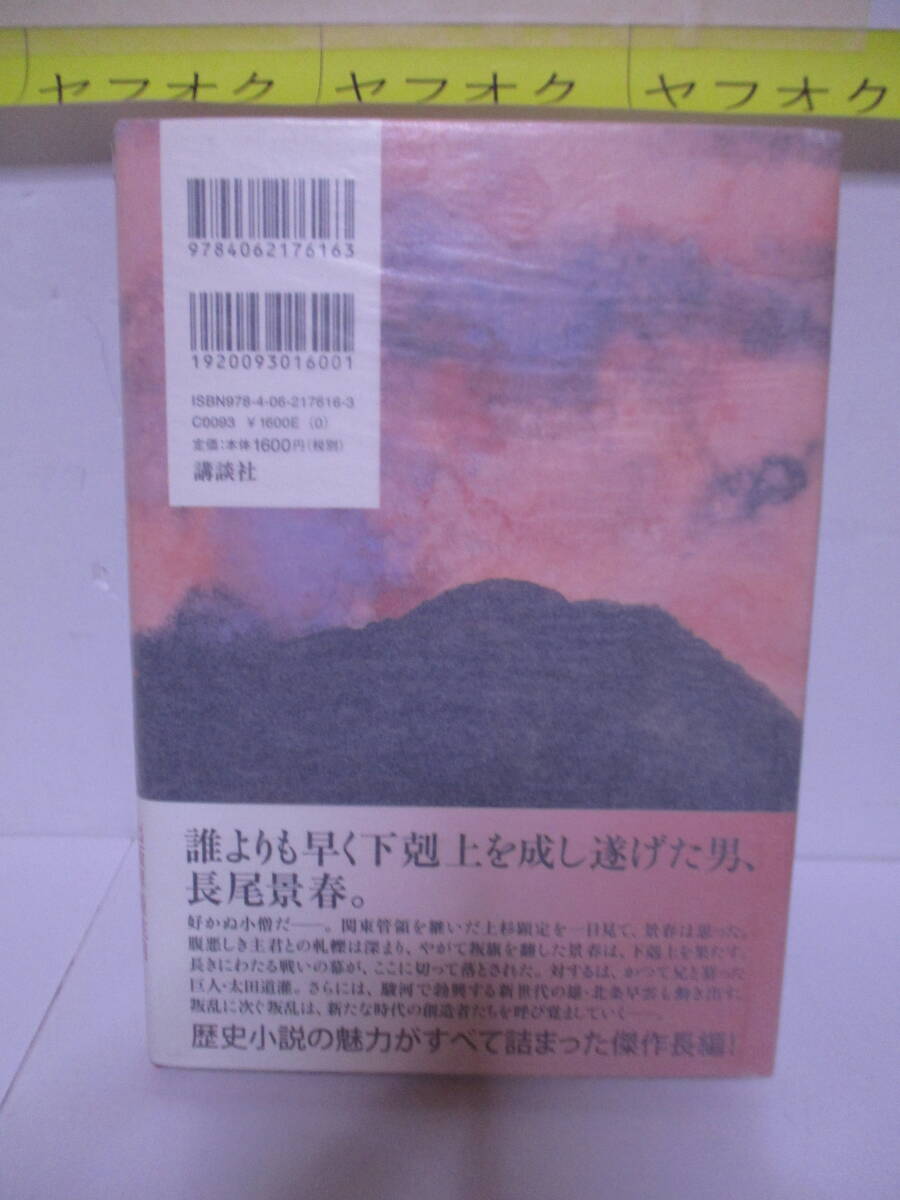 ヤフオク ヤフオク ヤフオク
9784062176163
1920093016001
ISBN978-4-06-217616-3
C0093 ￥1600E (0)
定価：本体1600円(税別)
講談社
誰よりも早く下剋上を成し遂げた男、
長尾景春。
好かぬ小僧だ――。関東管領を継いだ上杉顕定を一目見て、景春は思った。
腹悪しき主君との軋轢は深まり、やがて叛旗を翻した景春は、下剋上を果たす。
長きにわたる戦いの幕が、ここに切って落とされた。対するは、かつて兄と慕った
巨人・太田道灌。さらには、駿河で勃興する新世代の雄・北条早雲も動き出す。
叛乱に次ぐ叛乱は、新たな時代の創造者たちを呼び覚ましていく――。
歴史小説の魅力がすべて詰まった傑作長編！